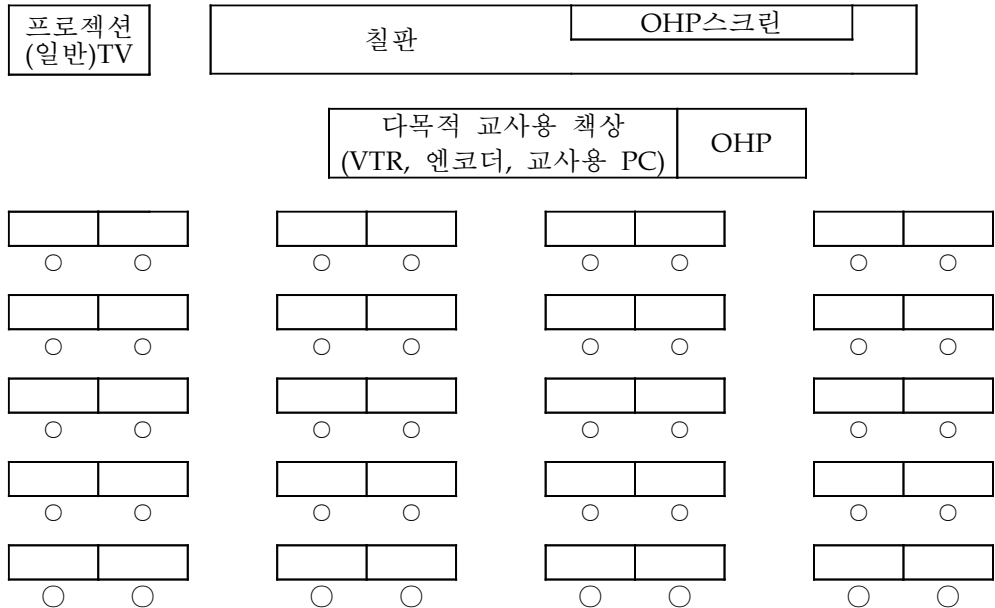 프로젝션
(일반)TV
칠판
OHP스크린
다목적 교사용 책상
(VTR, 엔코더, 교사용 PC)
OHP